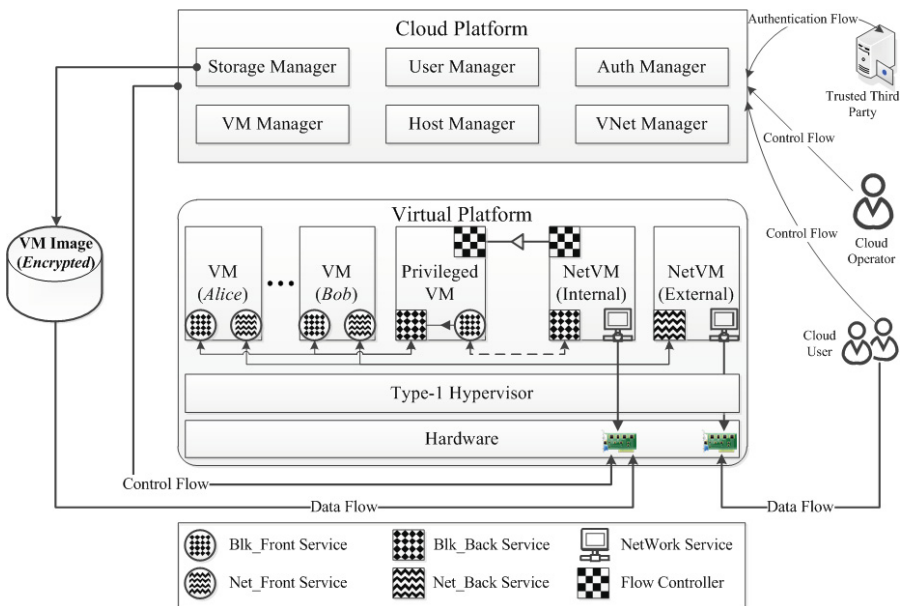 Cloud Platform
Storage Manager
User Manager
Auth Manager
VM Manager
Host Manager
VNet Manager
Authentication Flow
Trusted Third
Party
Control Flow
Cloud
Operator
Control Flow
Cloud
User
VM Image
(Encrypted)
Virtual Platform
VM
(Alice)
VM
(Bob)
Privileged
VM
NetVM
(Internal)
NetVM
(External)
Type-1 Hypervisor
Hardware
Control Flow
Data Flow
Data Flow
Blk_Front Service
Blk_Back Service
NetWork Service
Net_Front Service
Net_Back Service
Flow Controller